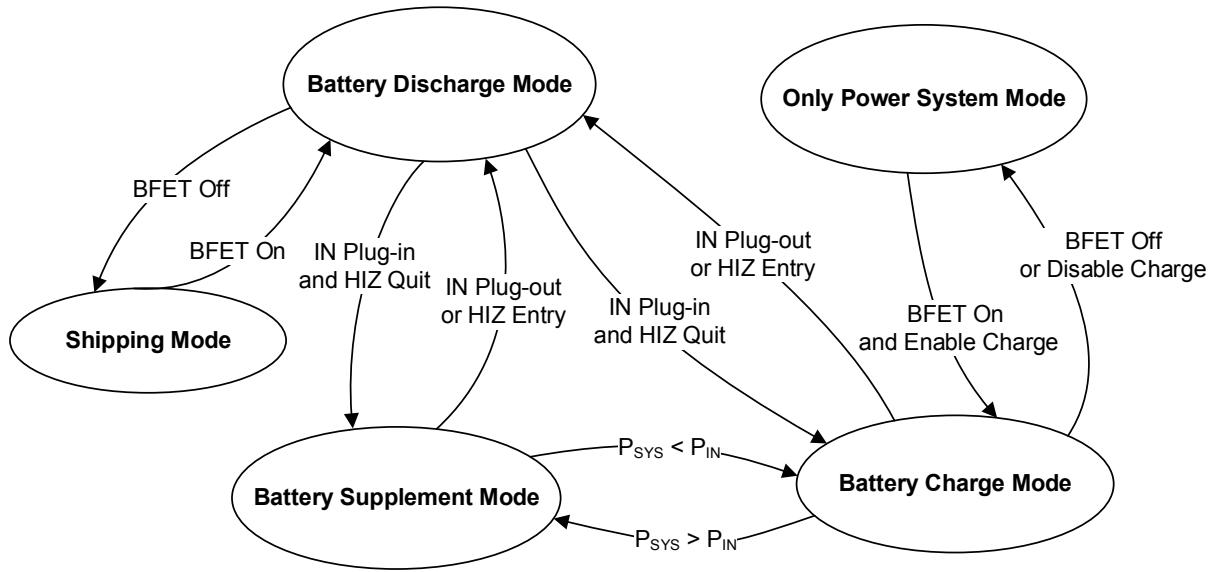 Battery Discharge Mode
Only Power System Mode
BFET Off
BFET On
IN Plug-in
and HIZ Quit
IN Plug-out
or HIZ Entry
IN Plug-in
and HIZ Quit
IN Plug-out
or HIZ Entry
BFET On
and Enable Charge
BFET Off
or Disable Charge
Shipping Mode
Battery Supplement Mode
PSYS < PIN
PSYS > PIN
Battery Charge Mode